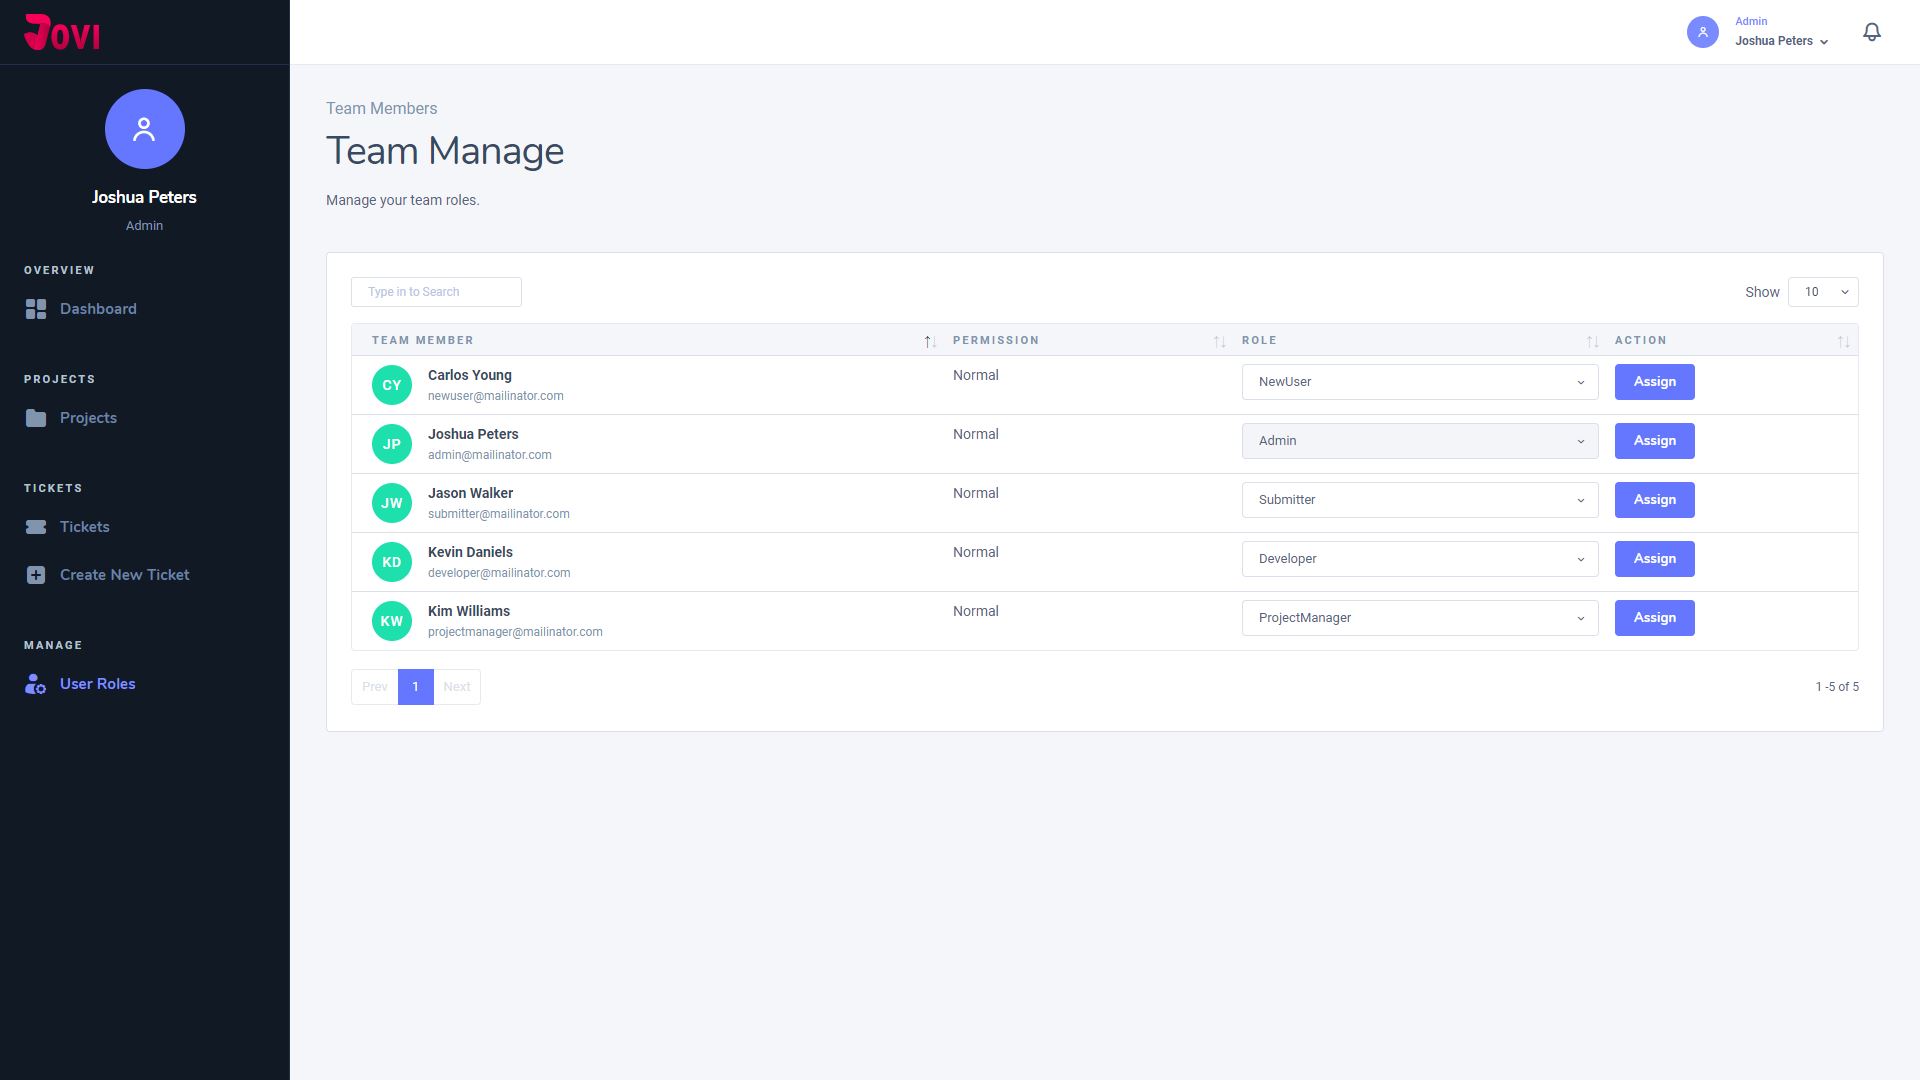 Jovi
Admin
Joshua Peters
Joshua Peters
Admin
OVERVIEW
Dashboard
PROJECTS
Projects
TICKETS
Tickets
Create New Ticket
MANAGE
User Roles
Team Members
Team Manage
Manage your team roles.
Type in to Search
Show 10
TEAM MEMBER PERMISSION ROLE ACTION
CY Carlos Young Normal NewUser Assign
newuser@mailinator.com
JP Joshua Peters Normal Admin Assign
admin@mailinator.com
JW Jason Walker Normal Submitter Assign
submitter@mailinator.com
KD Kevin Daniels Normal Developer Assign
developer@mailinator.com
KW Kim Williams Normal ProjectManager Assign
projectmanager@mailinator.com
Prev 1 Next 1 -5 of 5